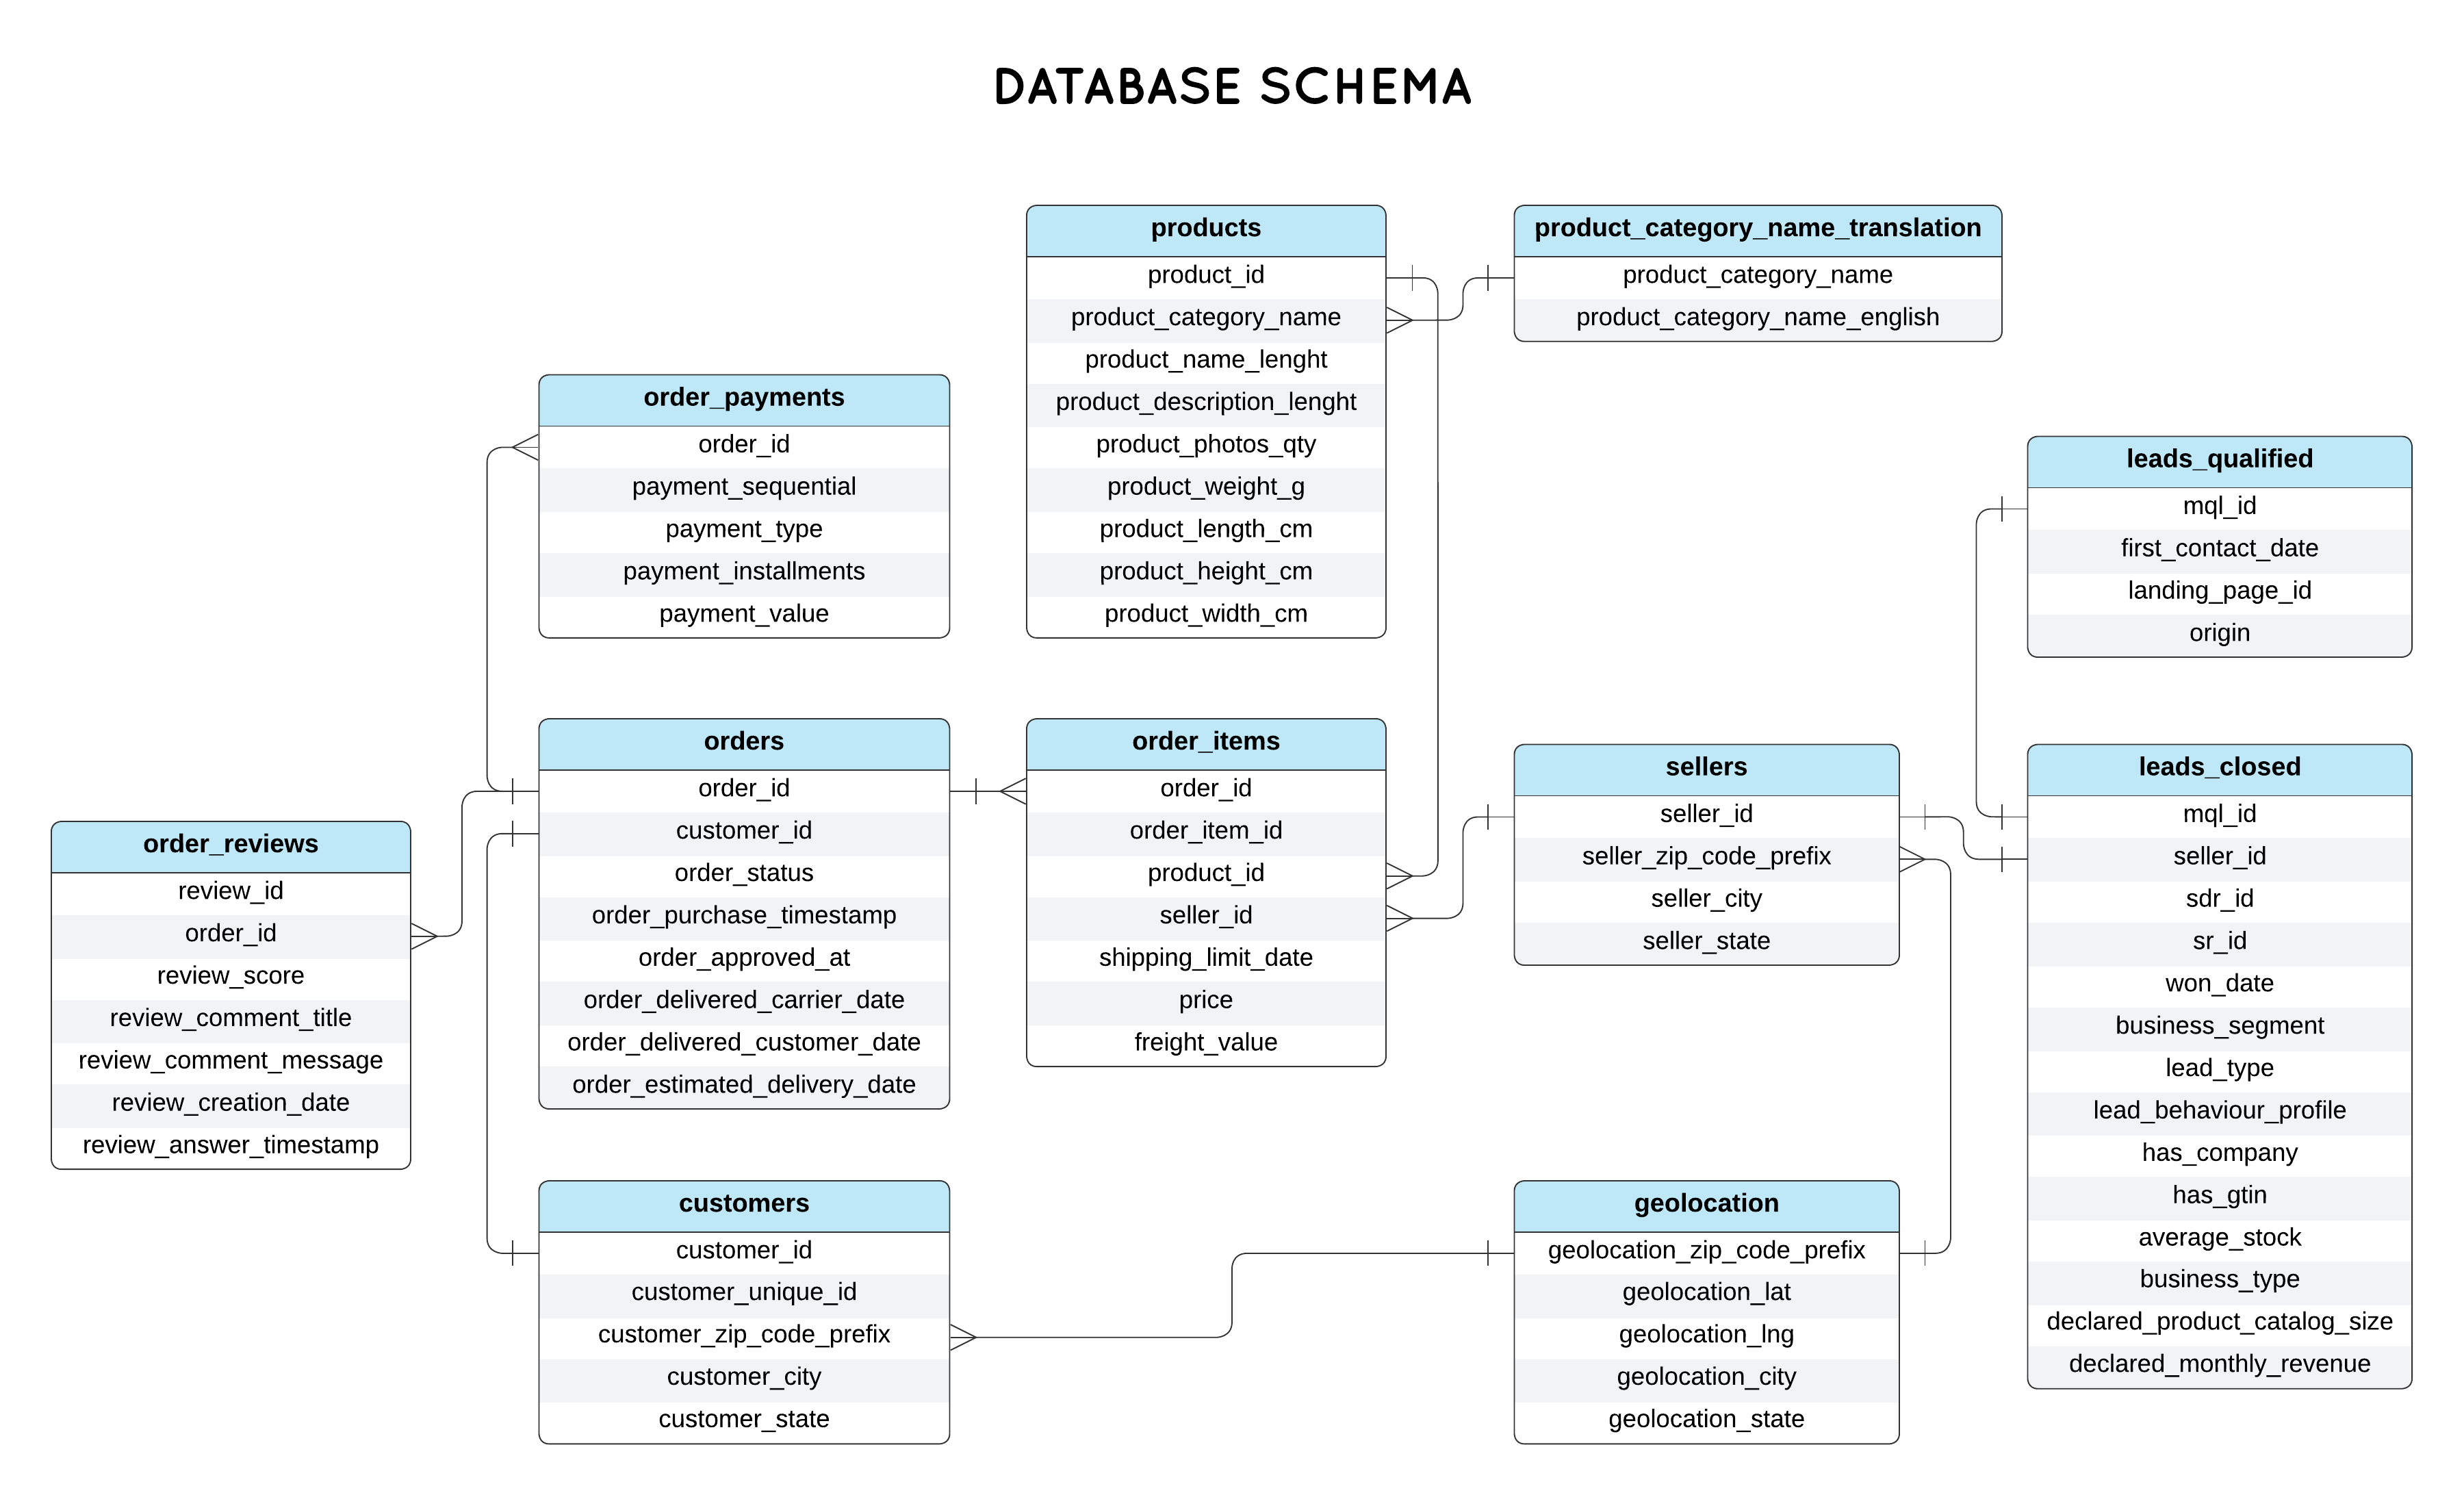 DATABASE SCHEMA
products
product_id
product_category_name
product_name_lenght
product_description_lenght
product_photos_qty
product_weight_g
product_length_cm
product_height_cm
product_width_cm
product_category_name_translation
product_category_name
product_category_name_english
order_payments
order_id
payment_sequential
payment_type
payment_installments
payment_value
leads_qualified
mql_id
first_contact_date
landing_page_id
origin
orders
order_id
customer_id
order_status
order_purchase_timestamp
order_approved_at
order_delivered_carrier_date
order_delivered_customer_date
order_estimated_delivery_date
order_items
order_id
order_item_id
product_id
seller_id
shipping_limit_date
price
freight_value
sellers
seller_id
seller_zip_code_prefix
seller_city
seller_state
leads_closed
mql_id
seller_id
sdr_id
sr_id
won_date
business_segment
lead_type
lead_behaviour_profile
has_company
has_gtin
average_stock
business_type
declared_product_catalog_size
declared_monthly_revenue
order_reviews
review_id
order_id
review_score
review_comment_title
review_comment_message
review_creation_date
review_answer_timestamp
customers
customer_id
customer_unique_id
customer_zip_code_prefix
customer_city
customer_state
geolocation
geolocation_zip_code_prefix
geolocation_lat
geolocation_lng
geolocation_city
geolocation_state